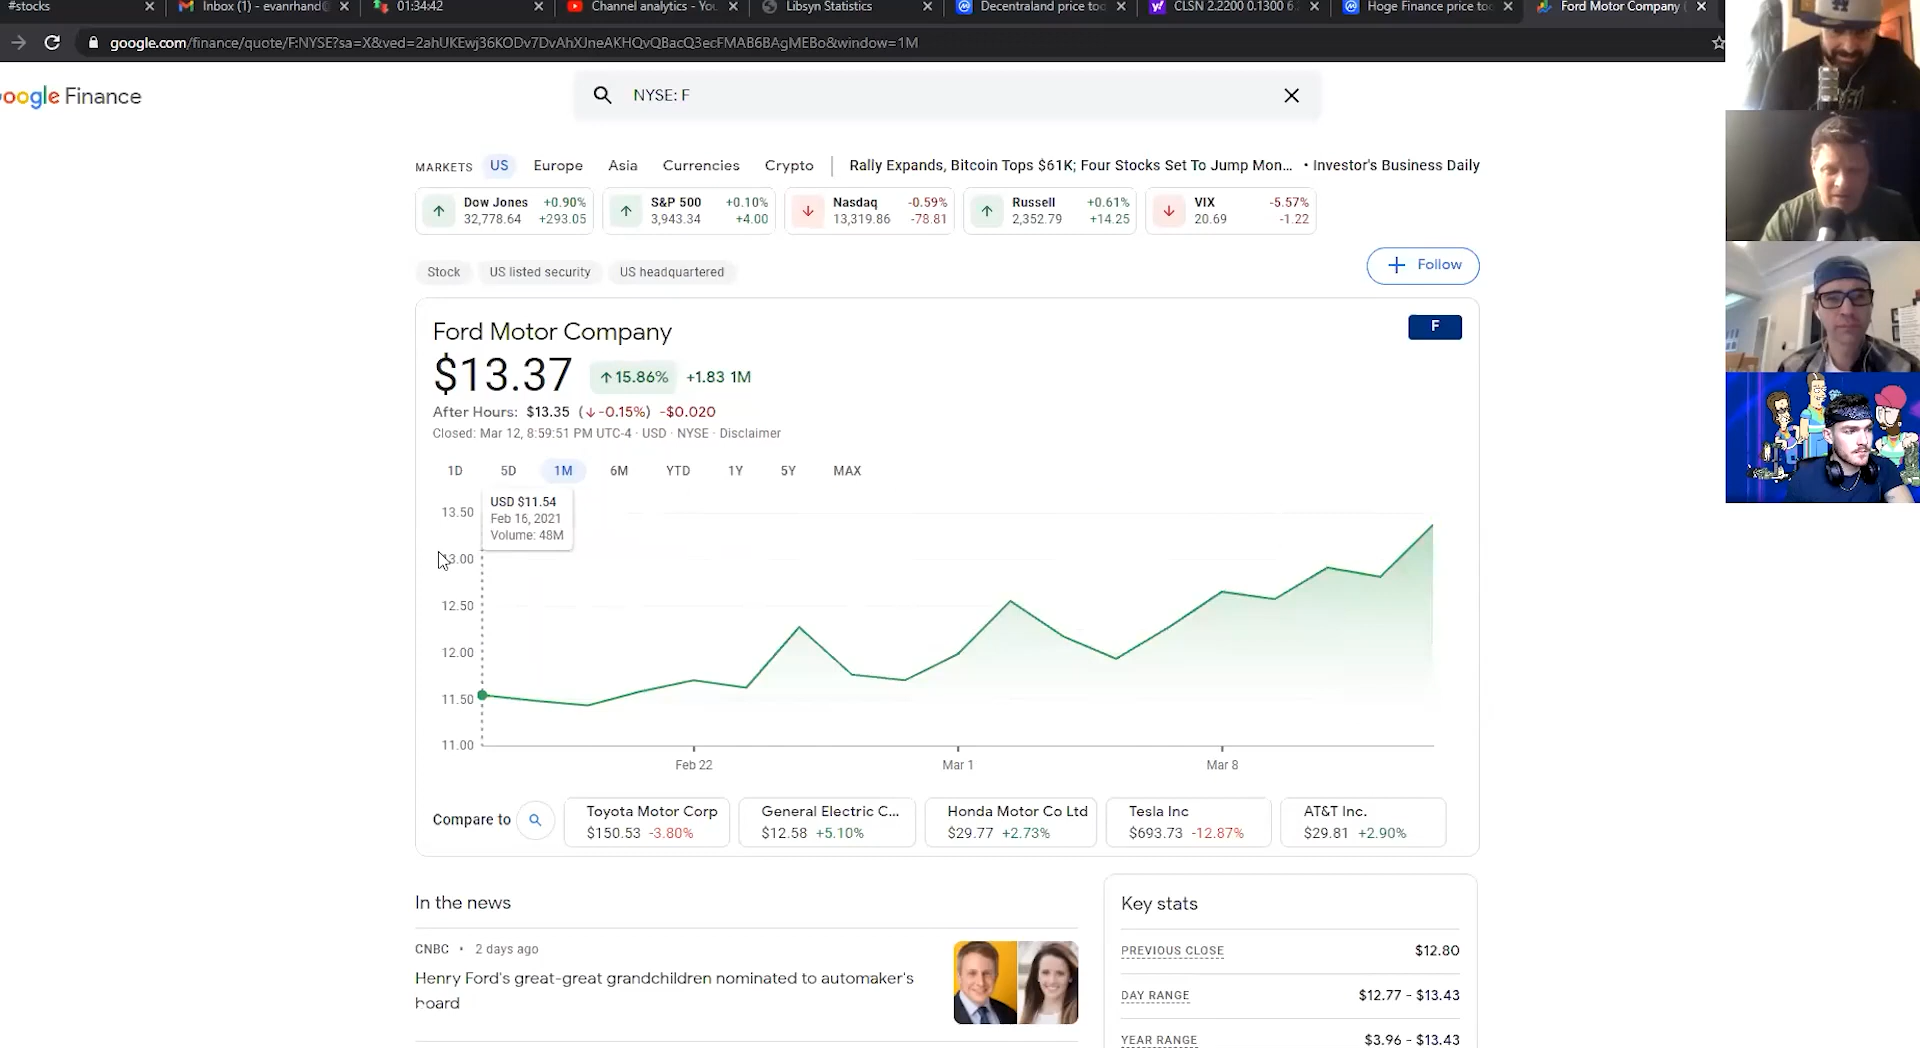 #stocks
Inbox (1) - evanrhand@
01:34:42
Channel analytics - You
Libsyn Statistics
Decentraland price too
CLSN 2.2200 0.1300 6.
Hoge Finance price too
Ford Motor Company (
google.com/finance/quote/F:NYSE?sa=X&ved=2ahUKEwj36KODv7DvAhXJneAKHQvQBacQ3ecFMAB6BAgMEBo&window=1M
oogle Finance
NYSE: F
MARKETS US Europe Asia Currencies Crypto
Rally Expands, Bitcoin Tops $61K; Four Stocks Set To Jump Mon... • Investor's Business Daily
Dow Jones +0.90%
32,778.64 +293.05
S&P 500 +0.10%
3,943.34 +4.00
Nasdaq -0.59%
13,319.86 -78.81
Russell +0.61%
2,352.79 +14.25
VIX -5.57%
20.69 -1.22
Stock
US listed security
US headquartered
Follow
Ford Motor Company
F
$13.37 ↑ 15.86% +1.83 1M
After Hours: $13.35 (↓ -0.15%) -$0.020
Closed: Mar 12, 8:59:51 PM UTC-4 · USD · NYSE · Disclaimer
1D 5D 1M 6M YTD 1Y 5Y MAX
USD $11.54
Feb 16, 2021
Volume: 48M
13.50
13.00
12.50
12.00
11.50
11.00
Feb 22
Mar 1
Mar 8
Compare to
Toyota Motor Corp
$150.53 -3.80%
General Electric C...
$12.58 +5.10%
Honda Motor Co Ltd
$29.77 +2.73%
Tesla Inc
$693.73 -12.87%
AT&T Inc.
$29.81 +2.90%
In the news
CNBC • 2 days ago
Henry Ford's great-great grandchildren nominated to automaker's
board
Key stats
PREVIOUS CLOSE $12.80
DAY RANGE $12.77 - $13.43
YEAR RANGE $3.96 - $13.43